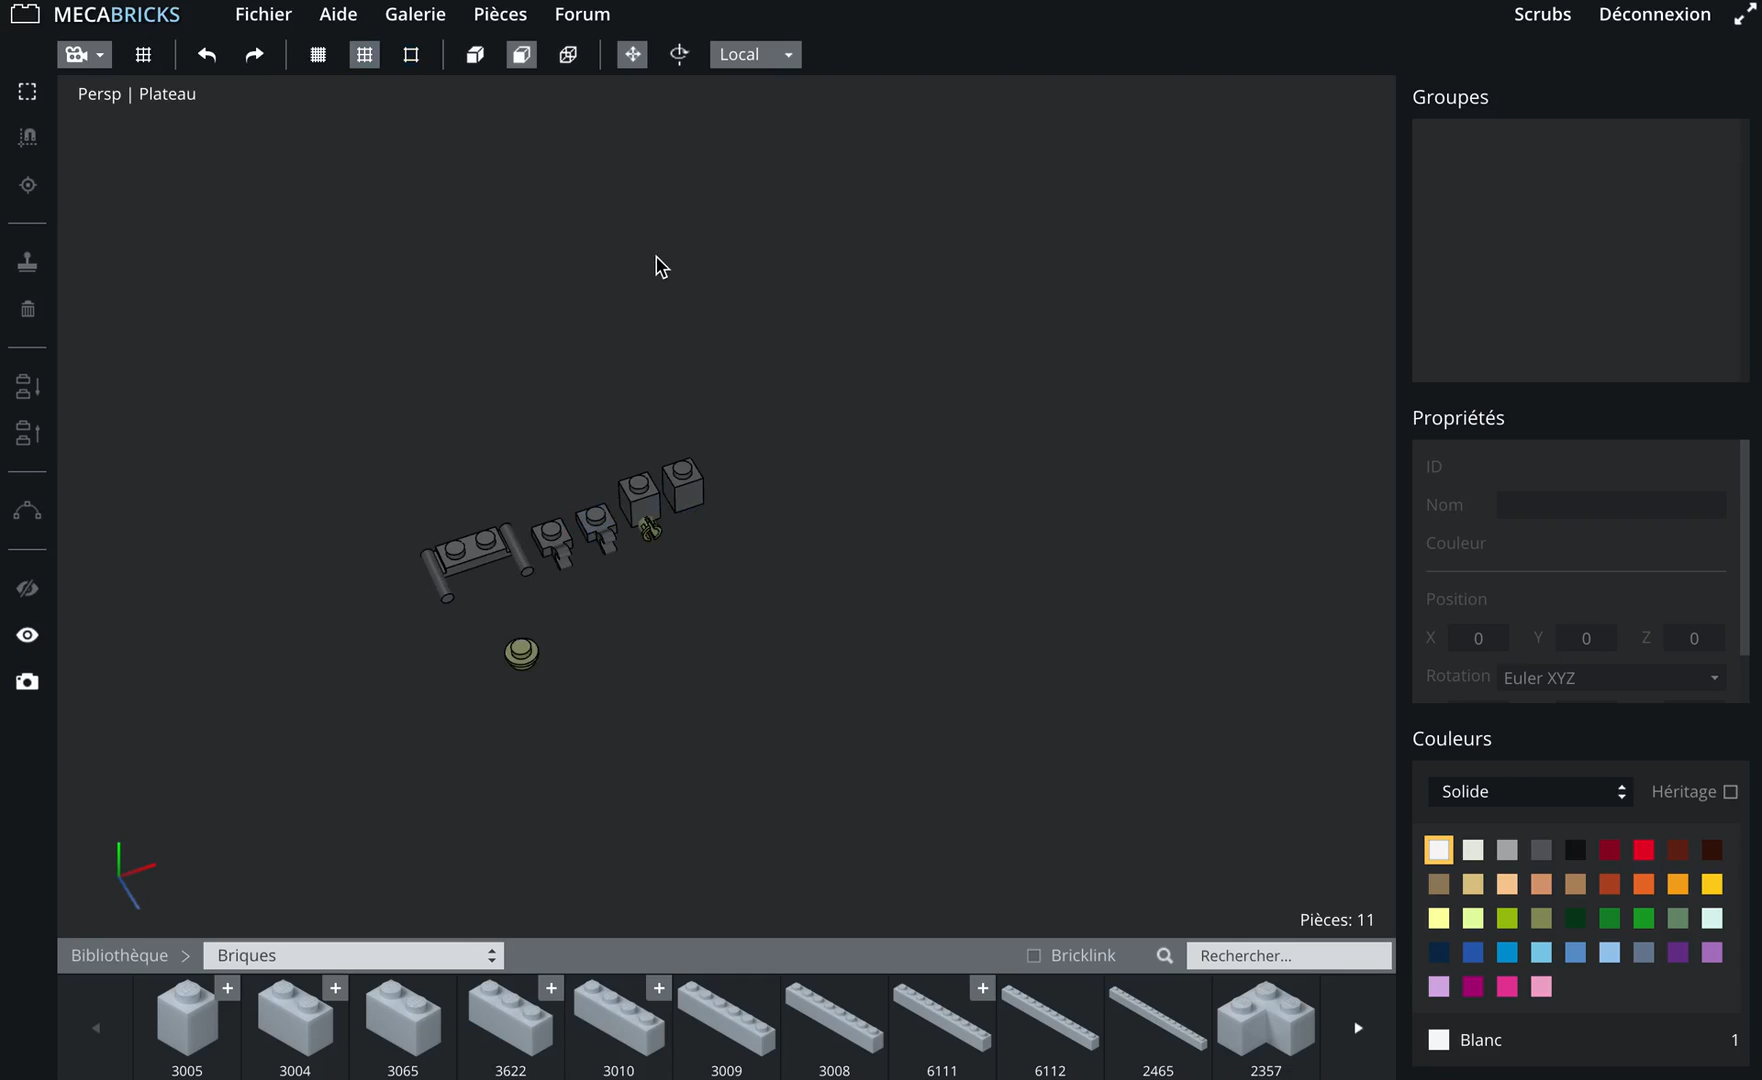 MECABRICKS Fichier Aide Galerie Pièces Forum Scrubs Déconnexion
Local
Persp | Plateau
Groupes
Propriétés
ID
Nom
Couleur
Position
X 0 Y 0 Z 0
Rotation Euler XYZ
Couleurs
Solide Héritage
Blanc 1
Pièces: 11
Bibliothèque > Briques Bricklink Rechercher...
3005 3004 3065 3622 3010 3009 3008 6111 6112 2465 2357